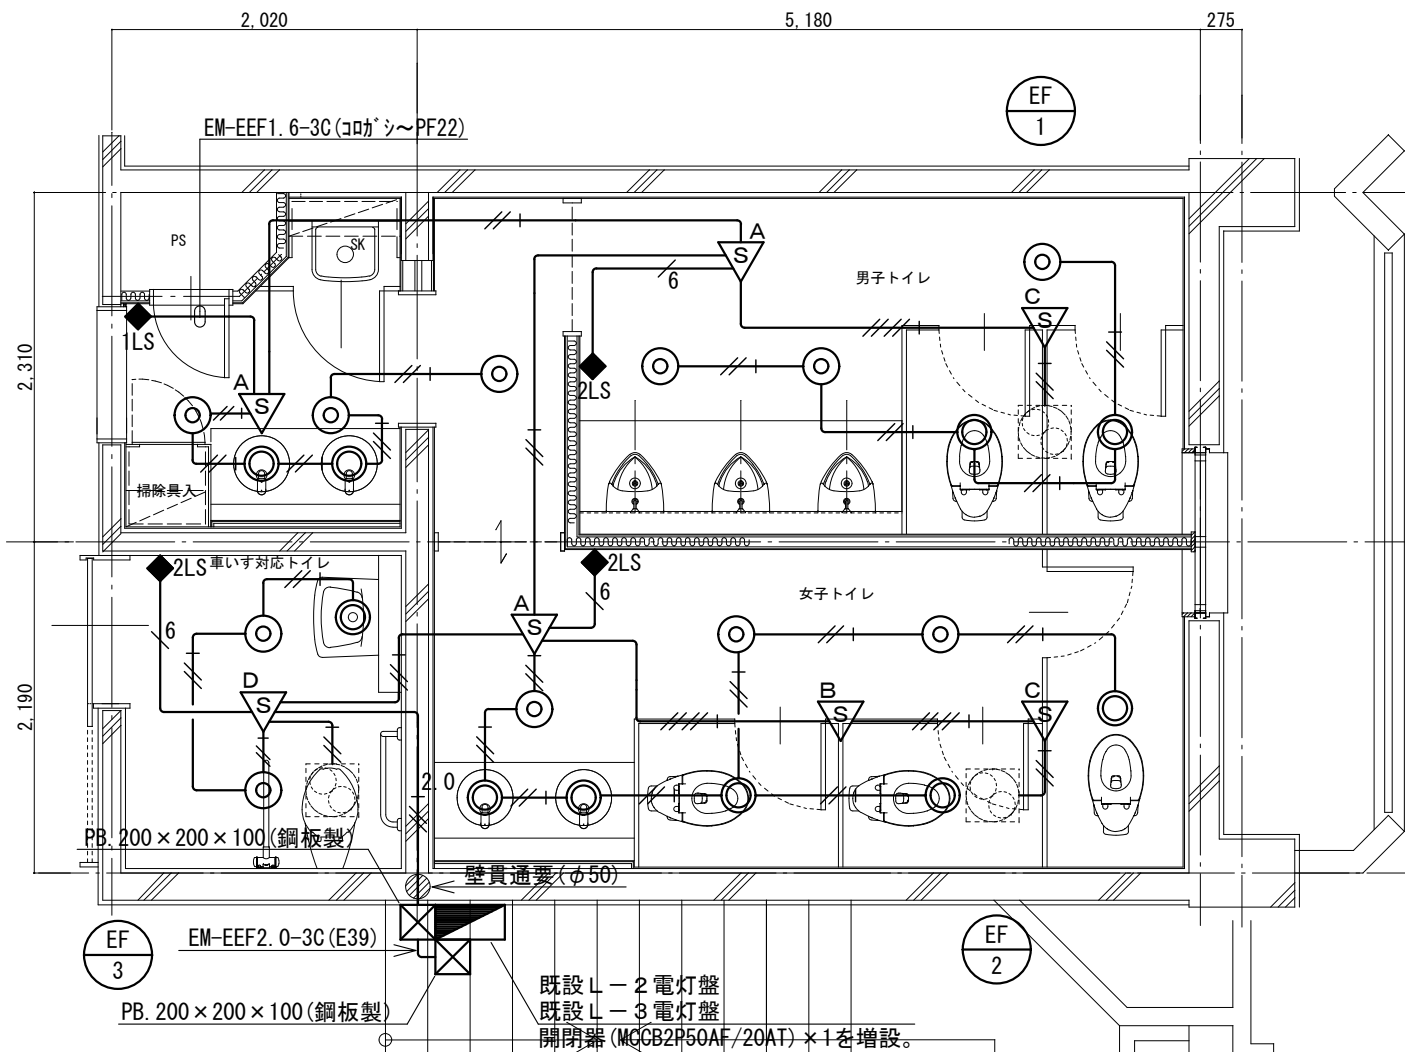 2,020
5,180
275
EF
1
EM-EEF1.6-3C(コロガシ~PF22)
PS
SK
A
S
男子トイレ
6
C
S
1LS
2,310
A
S
2LS
掃除具入
2LS
車いす対応トイレ
2LS
6
女子トイレ
A
S
6
D
S
B
S
C
S
2,190
2.0
PB.200×200×100(鋼板製)
壁貫通要(φ50)
EF
3
EM-EEF2.0-3C(E39)
EF
2
PB.200×200×100(鋼板製)
既設L-2電灯盤
既設L-3電灯盤
開閉器(MCCB2P50AF/20AT)×1を増設。